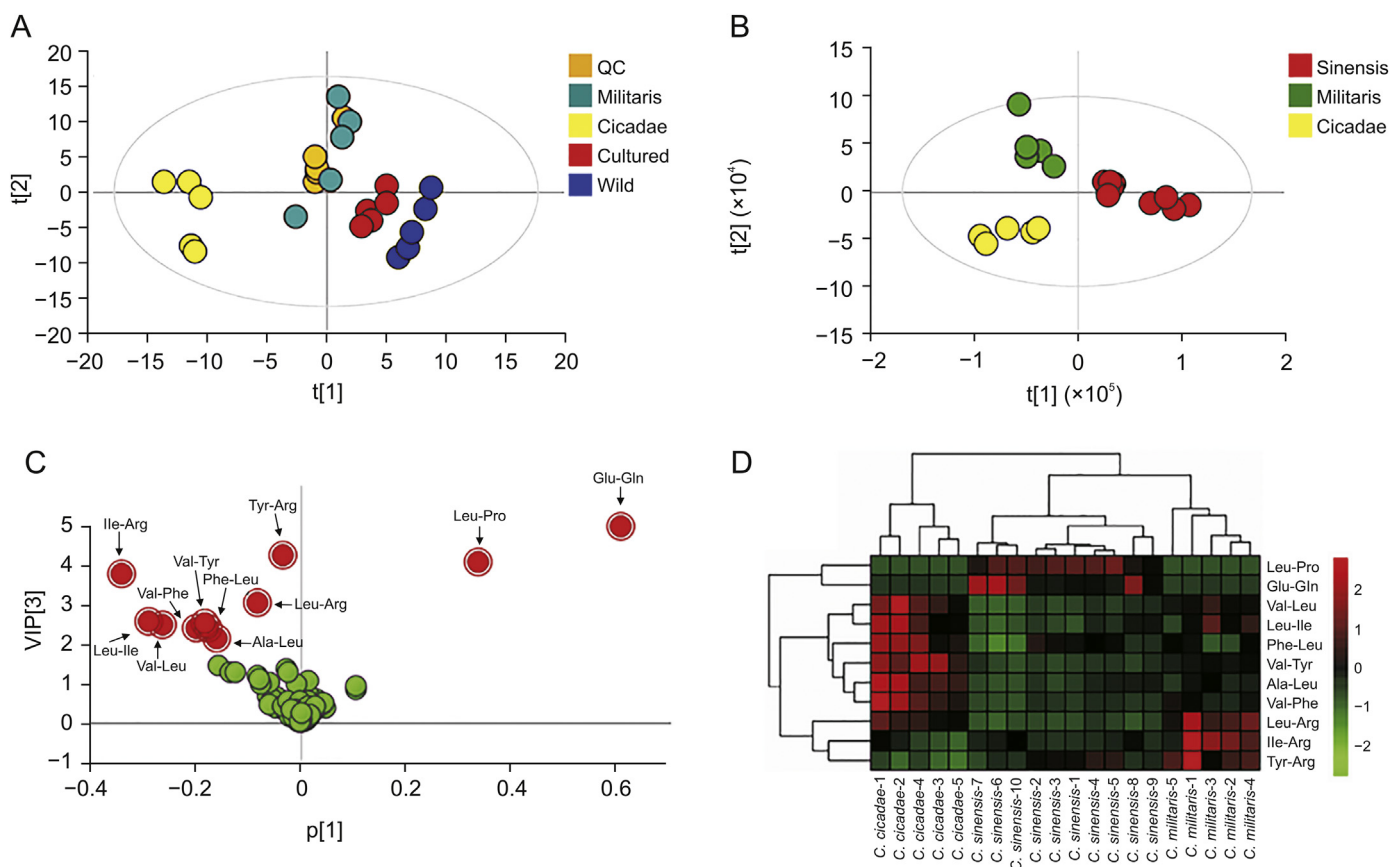 A
20
15
10
5
0
−5
−10
−15
−20
t[2]
−20 −15 −10 −5 0 5 10 15 20
t[1]
QC
Militaris
Cicadae
Cultured
Wild
B
15
10
5
0
−5
−10
−15
t[2] (×10⁴)
−2 −1 0 1 2
t[1] (×10⁵)
Sinensis
Militaris
Cicadae
C
5
4
3
2
1
0
−1
VIP[3]
Ile-Arg
Tyr-Arg
Leu-Pro
Glu-Gln
Val-Tyr
Val-Phe
Phe-Leu
Leu-Arg
Leu-Ile
Val-Leu
Ala-Leu
−0.4 −0.2 0 0.2 0.4 0.6
p[1]
D
Leu-Pro
Glu-Gln
Val-Leu
Leu-Ile
Phe-Leu
Val-Tyr
Ala-Leu
Val-Phe
Leu-Arg
Ile-Arg
Tyr-Arg
2
1
0
−1
−2
C. cicadae-1
C. cicadae-2
C. cicadae-4
C. cicadae-3
C. cicadae-5
C. sinensis-7
C. sinensis-6
C. sinensis-10
C. sinensis-2
C. sinensis-3
C. sinensis-1
C. sinensis-4
C. sinensis-5
C. sinensis-8
C. sinensis-9
C. militaris-5
C. militaris-1
C. militaris-3
C. militaris-2
C. militaris-4